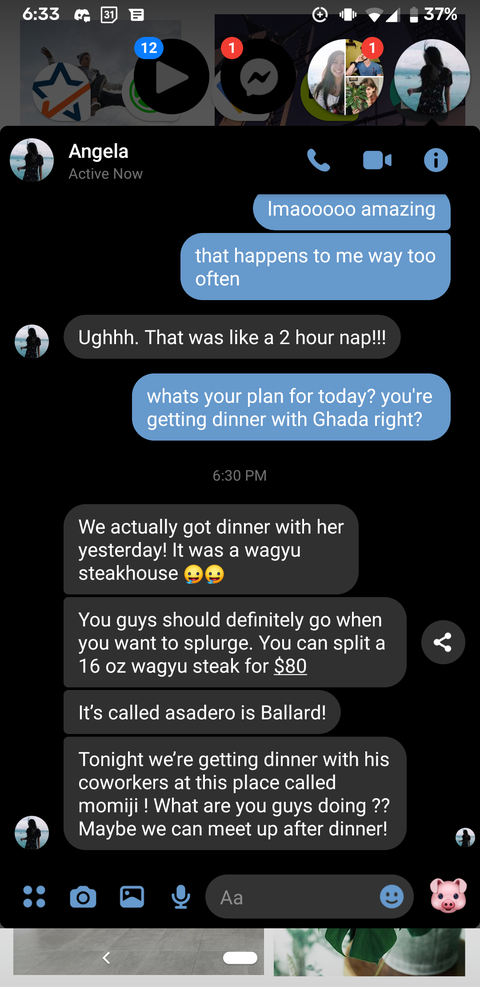 6:33
31
37%
12
1
1
Angela
Active Now
lmaooooo amazing
that happens to me way too
often
Ughhh. That was like a 2 hour nap!!!
whats your plan for today? you're
getting dinner with Ghada right?
6:30 PM
We actually got dinner with her
yesterday! It was a wagyu
steakhouse 🤤🤤
You guys should definitely go when
you want to splurge. You can split a
16 oz wagyu steak for $80
It's called asadero is Ballard!
Tonight we're getting dinner with his
coworkers at this place called
momiji ! What are you guys doing ??
Maybe we can meet up after dinner!
Aa